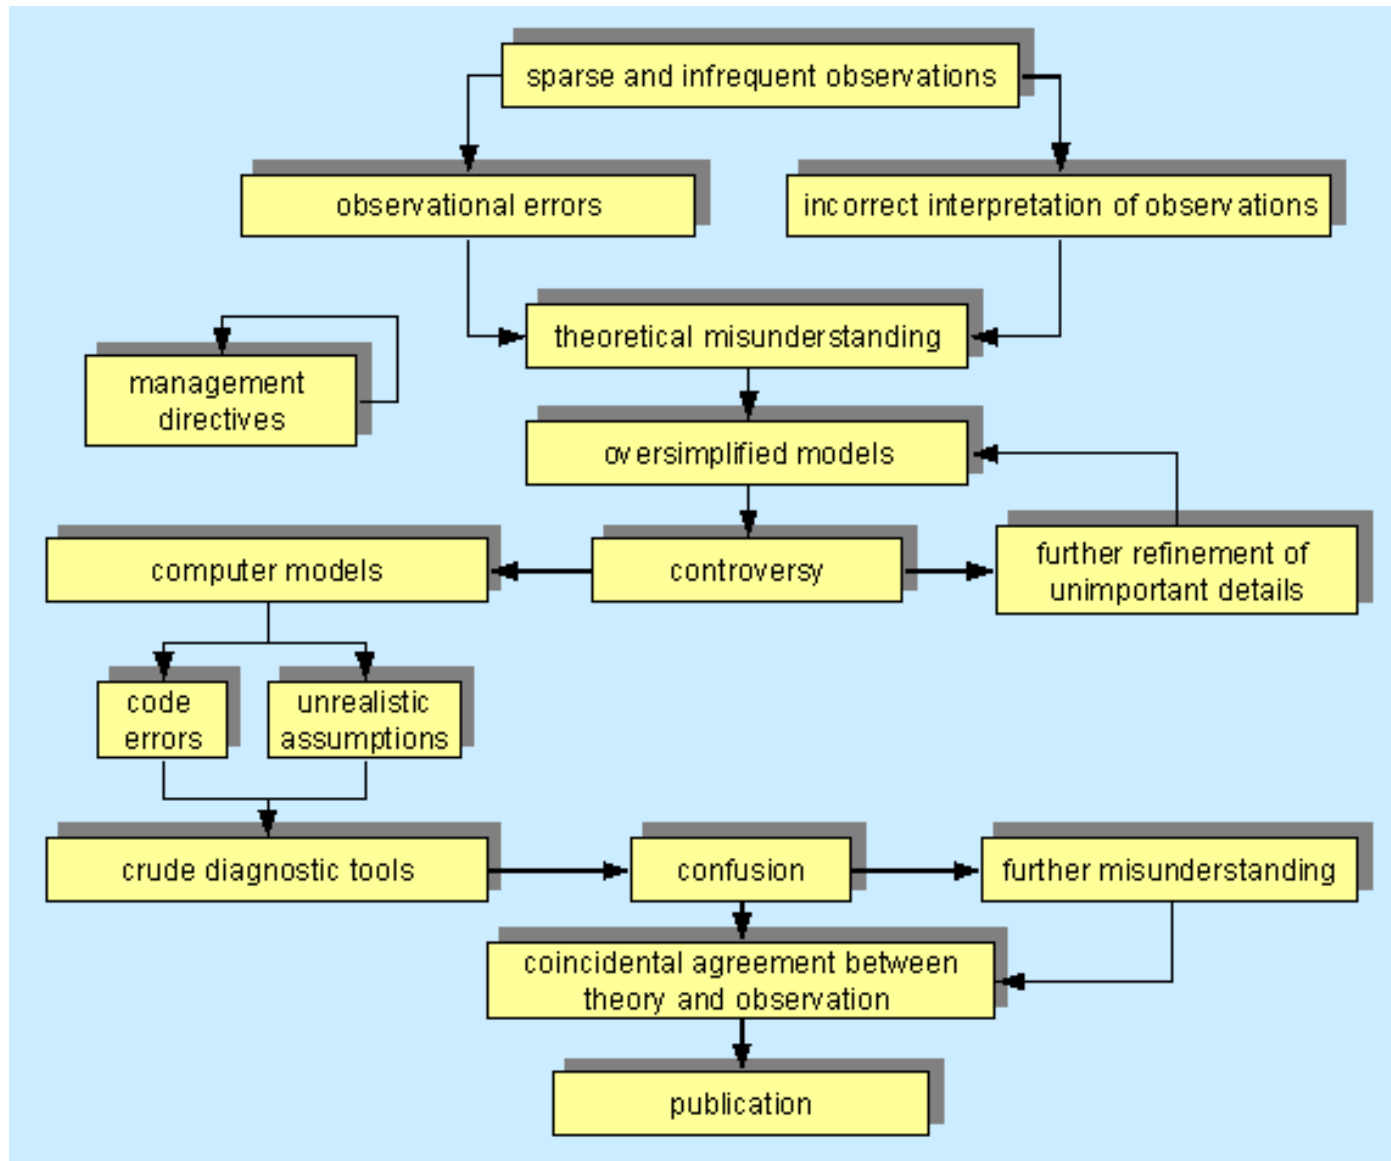 sparse and infrequent observations
observational errors
incorrect interpretation of observations
theoretical misunderstanding
management
directives
oversimplified models
computer models
controversy
further refinement of
unimportant details
code
errors
unrealistic
assumptions
crude diagnostic tools
confusion
further misunderstanding
coincidental agreement between
theory and observation
publication